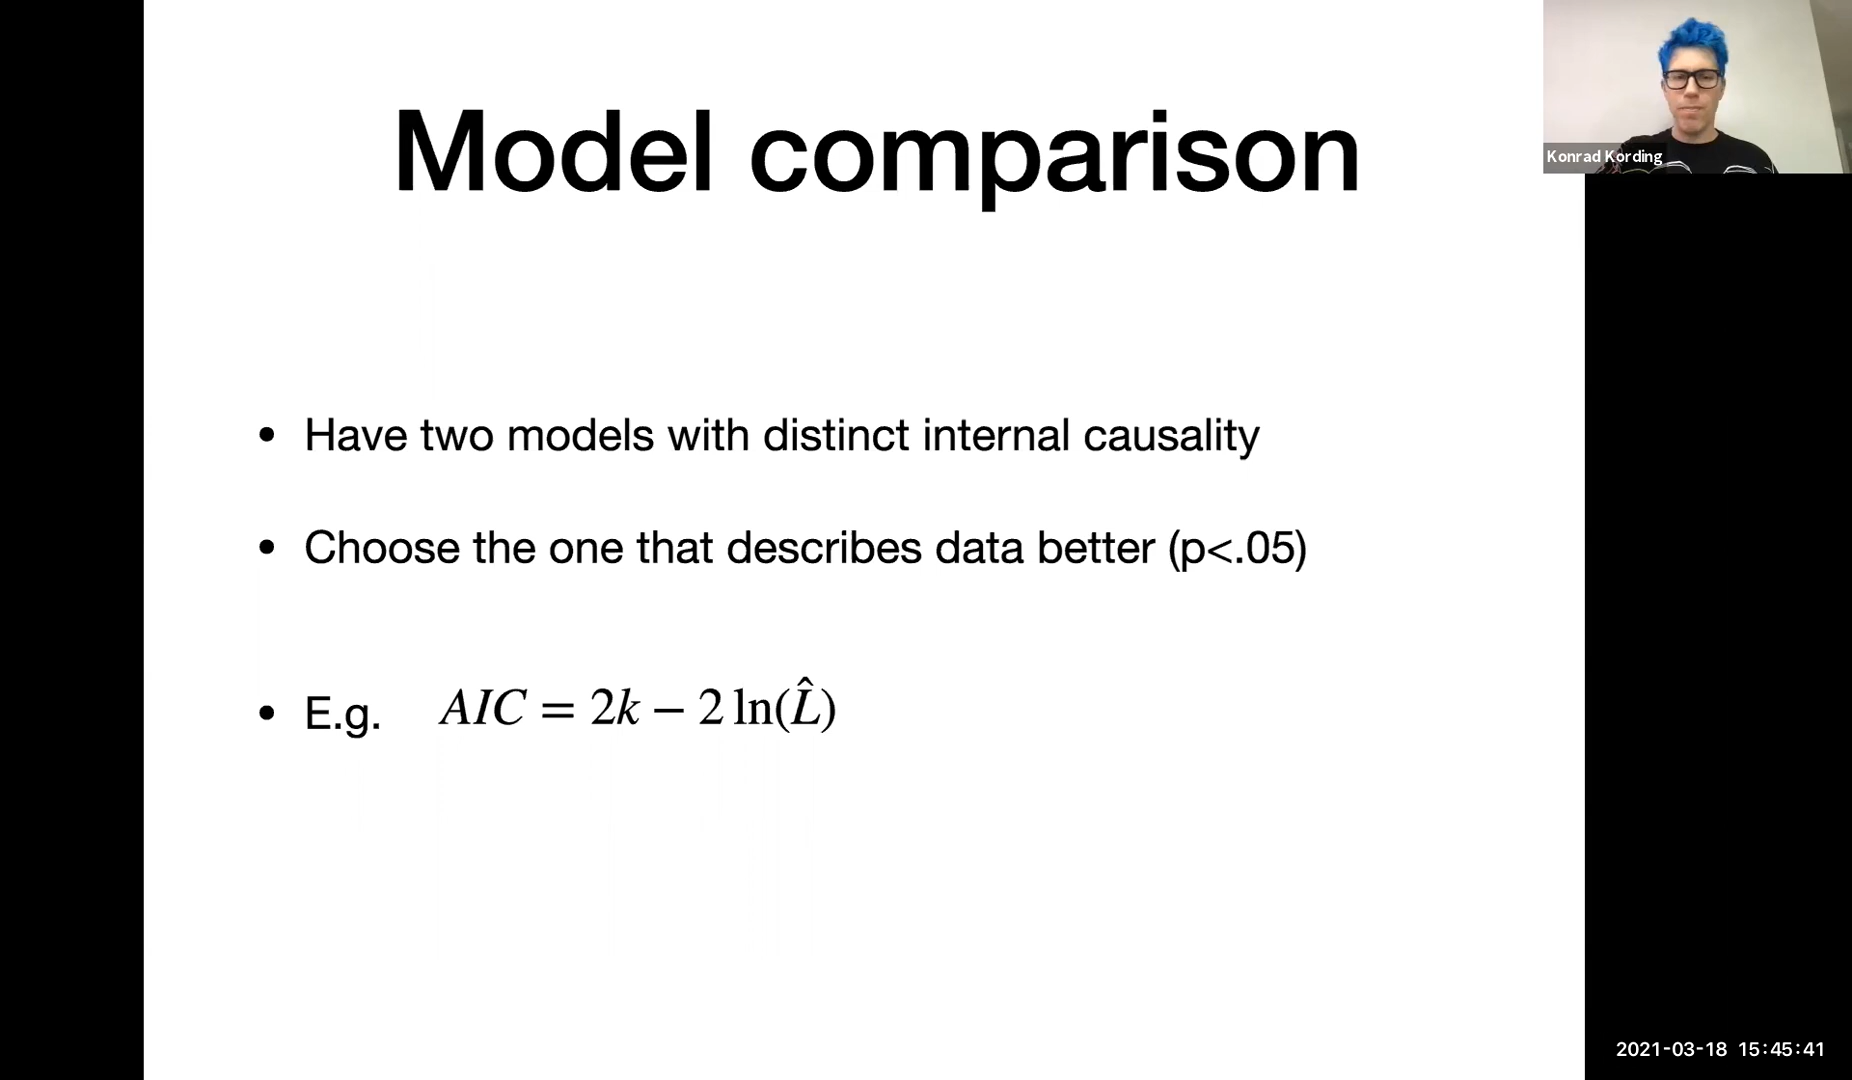 Model comparison
Konrad Kording
• Have two models with distinct internal causality
• Choose the one that describes data better (p<.05)
• E.g. AIC = 2k − 2 ln(L̂)
2021-03-18 15:45:41